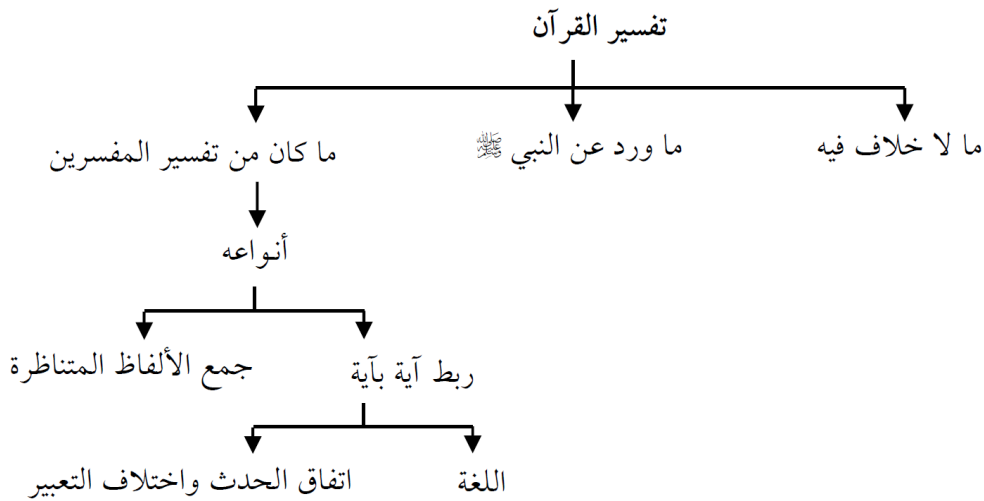 تفسير القرآن
ما لا خلاف فيه
ما ورد عن النبي ﷺ
ما كان من تفسير المفسرين
أنواعه
ربط آية بآية
جمع الألفاظ المتناظرة
اللغة
اتفاق الحدث واختلاف التعبير